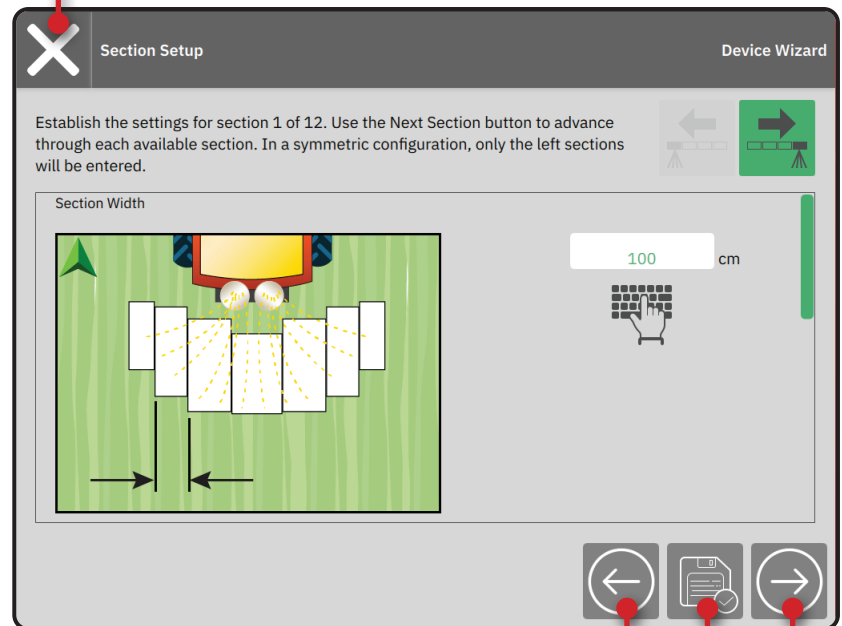 Section Setup
Device Wizard
Establish the settings for section 1 of 12. Use the Next Section button to advance
through each available section. In a symmetric configuration, only the left sections
will be entered.
Section Width
100 cm